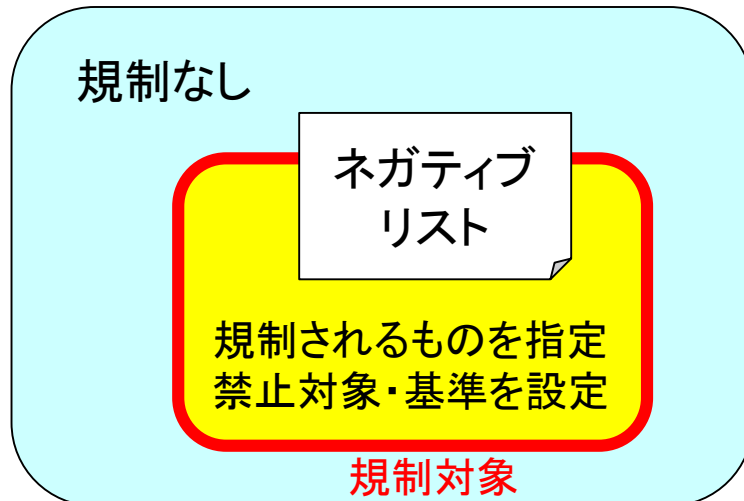 規制なし
ネガティブ
リスト
規制されるものを指定
禁止対象・基準を設定
規制対象